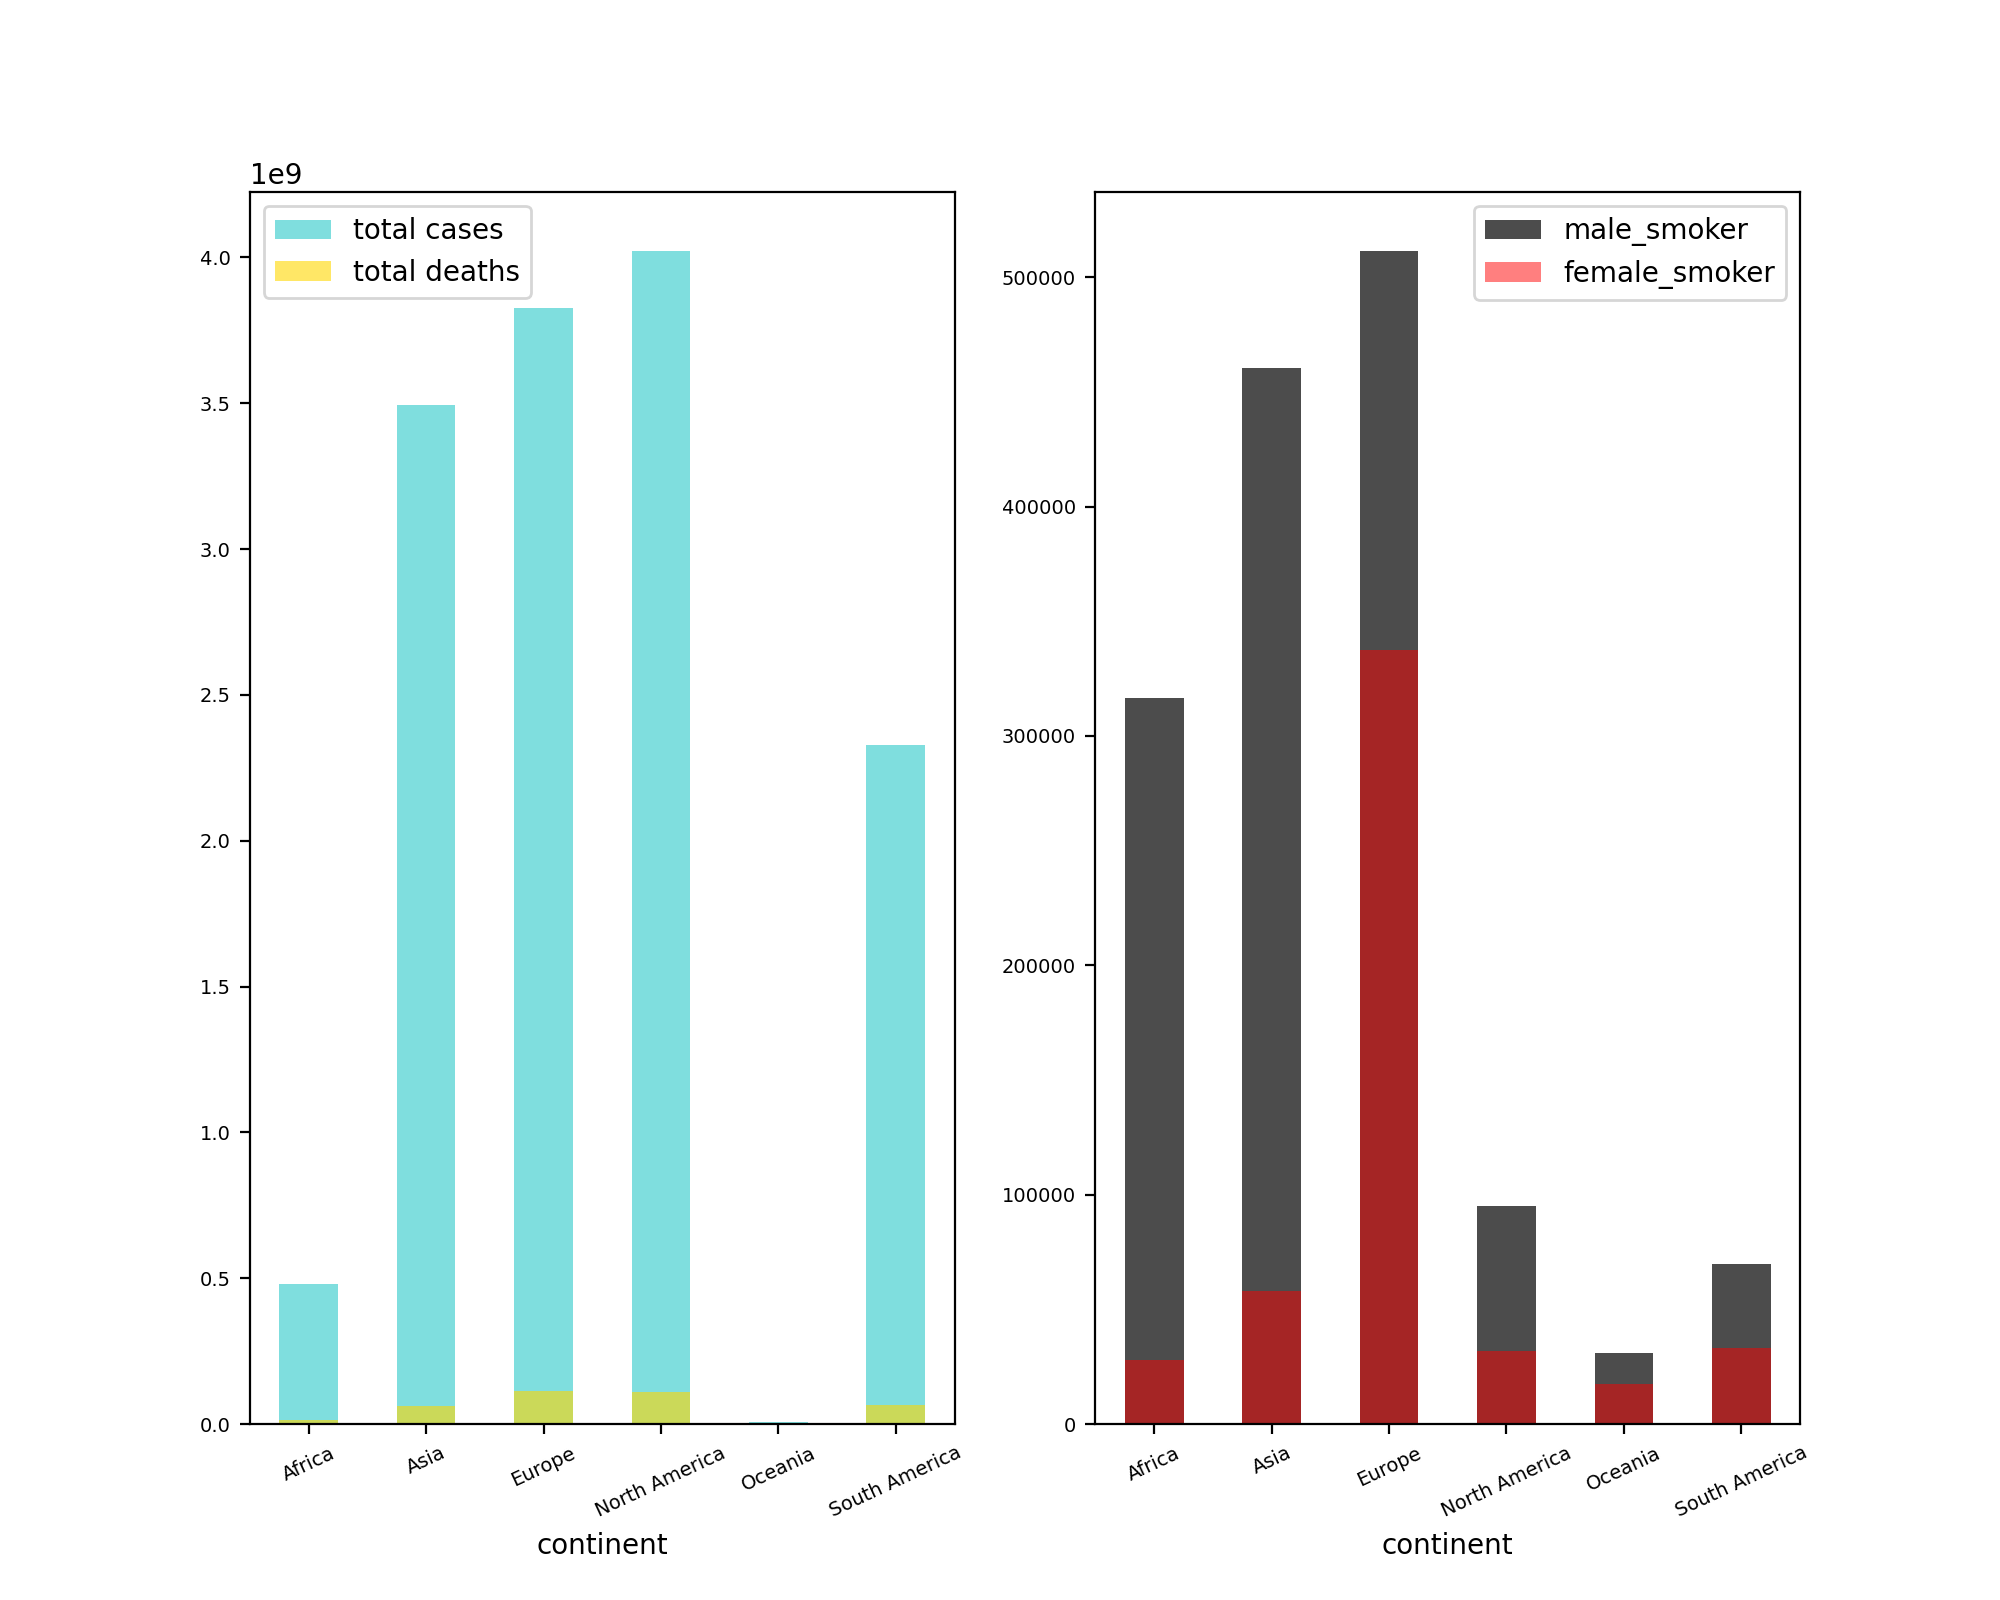 1e9
total cases
total deaths
4.0
3.5
3.0
2.5
2.0
1.5
1.0
0.5
0.0
Africa
Asia
Europe
North America
Oceania
South America
continent
male_smoker
female_smoker
500000
400000
300000
200000
100000
0
Africa
Asia
Europe
North America
Oceania
South America
continent